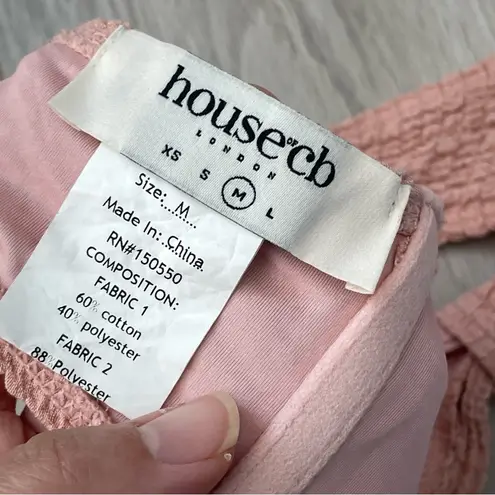 house of cb
LONDON
XS S M L
Size:...M...
Made In:.China.
RN#150550
COMPOSITION:
FABRIC 1
60% cotton
40% polyester
FABRIC 2
88%Polyester